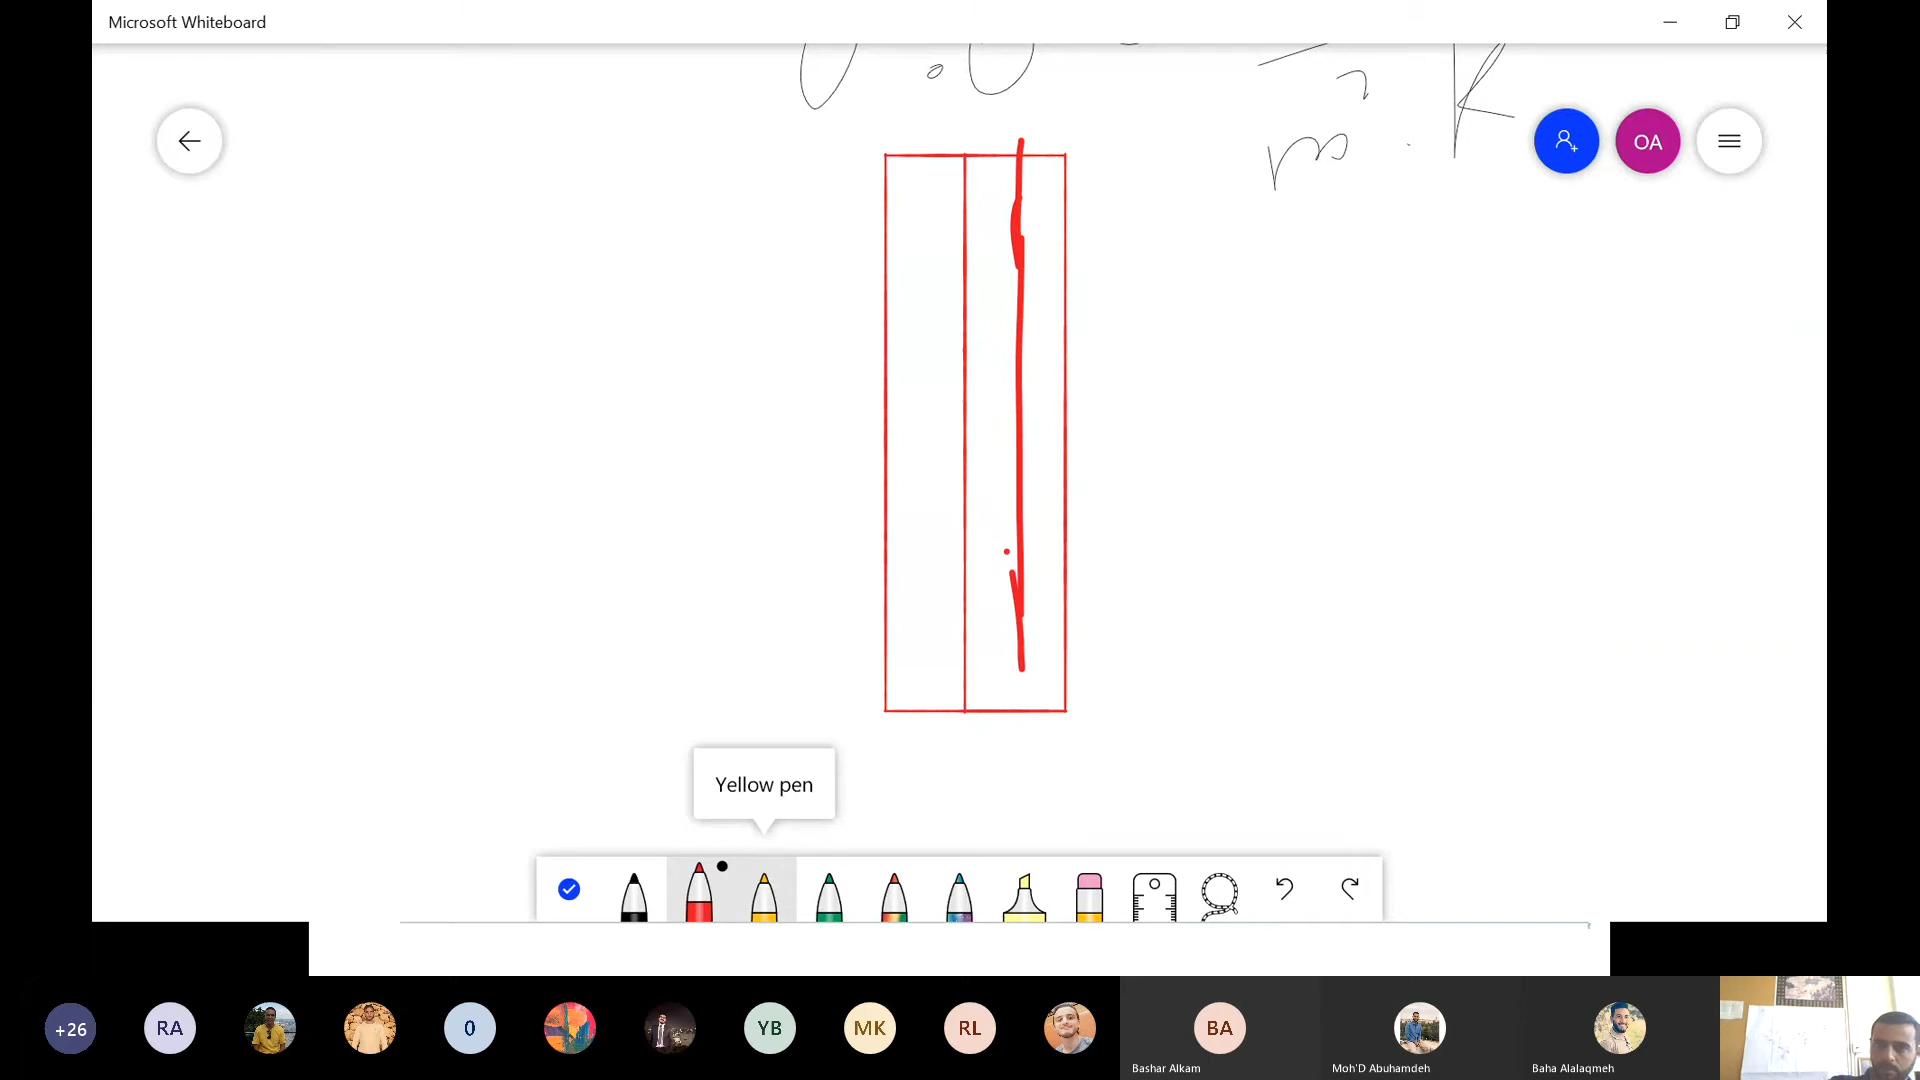 Microsoft Whiteboard
m . K
OA
Yellow pen
+26
RA
0
YB
MK
RL
BA
Bashar Alkam
Moh'D Abuhamdeh
Baha Alalaqmeh